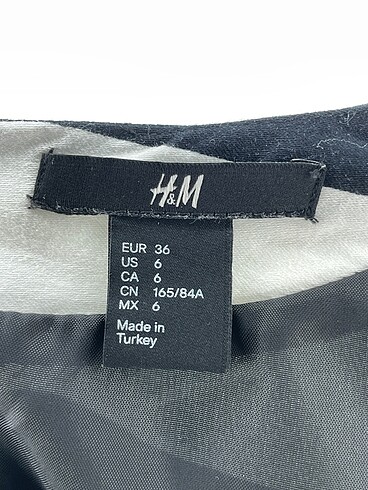 H&M
EUR 36
US 6
CA 6
CN 165/84A
MX 6
Made in
Turkey